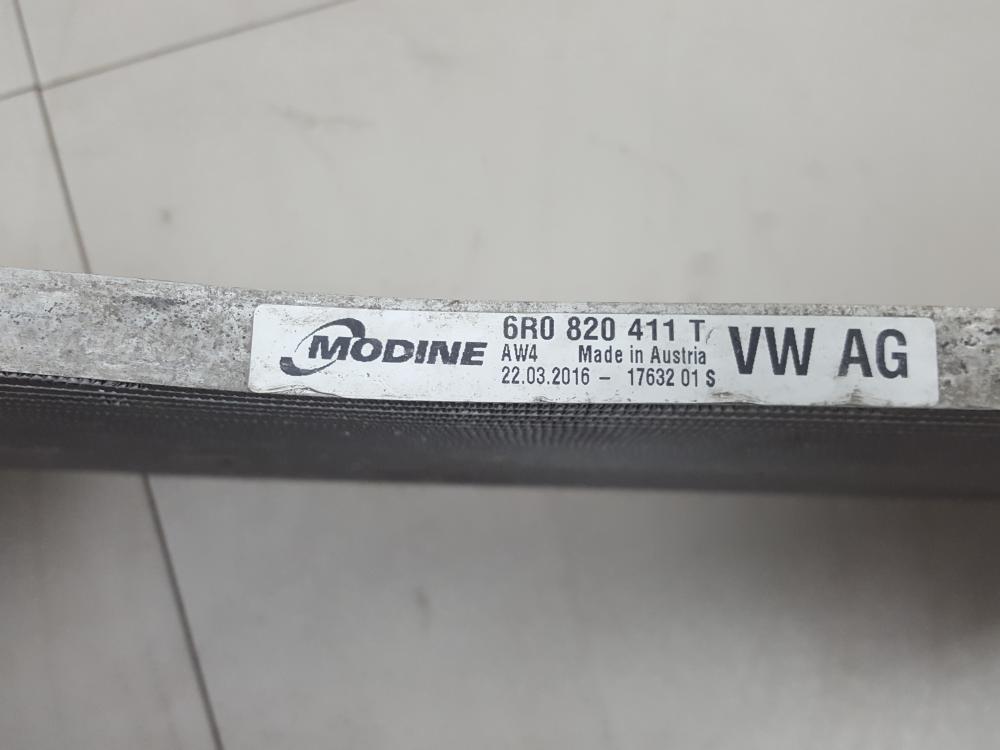 MODINE
6R0 820 411 T
AW4 Made in Austria
22.03.2016 - 17632 01 S
VW AG